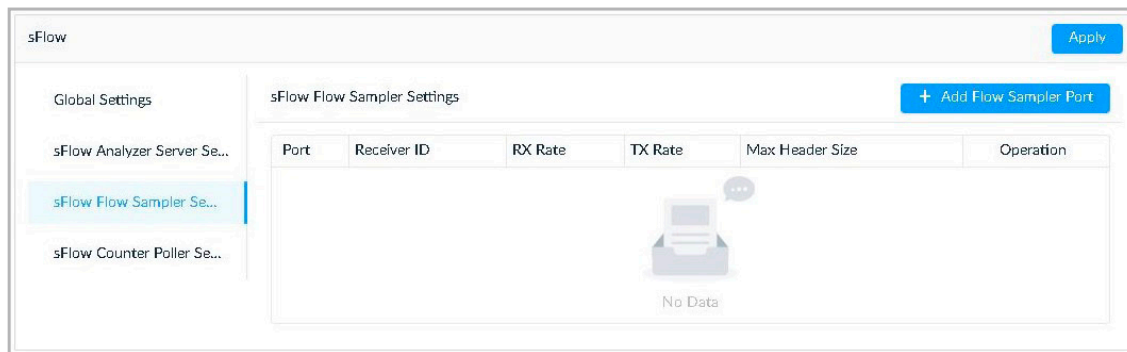 sFlow
Apply
Global Settings
sFlow Analyzer Server Se...
sFlow Flow Sampler Se...
sFlow Counter Poller Se...
sFlow Flow Sampler Settings
+ Add Flow Sampler Port
Port Receiver ID RX Rate TX Rate Max Header Size Operation
No Data